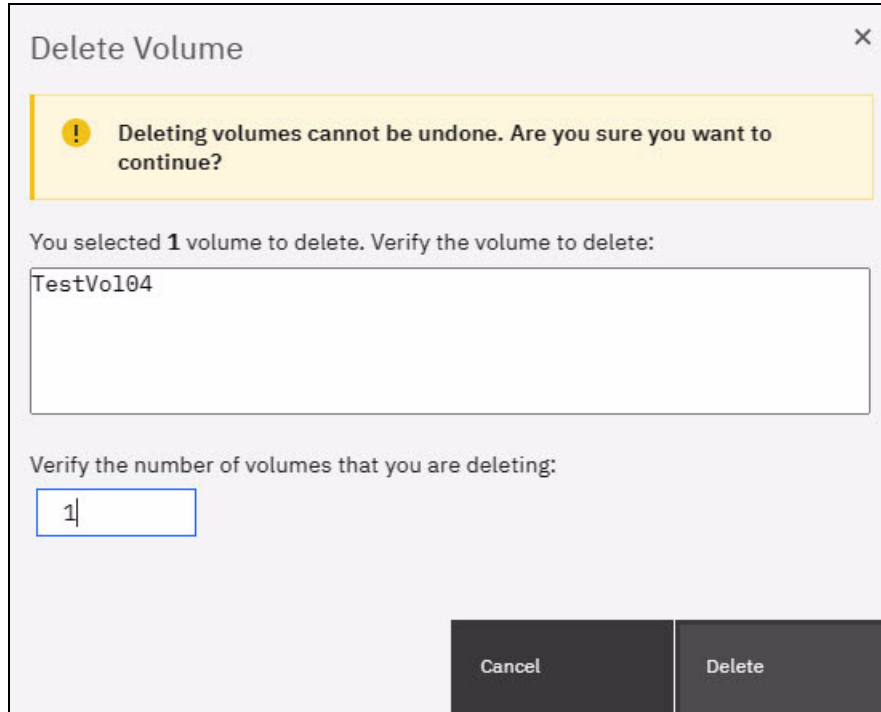 Delete Volume
Deleting volumes cannot be undone. Are you sure you want to
continue?
You selected 1 volume to delete. Verify the volume to delete:
TestVol04
Verify the number of volumes that you are deleting:
1
Cancel
Delete